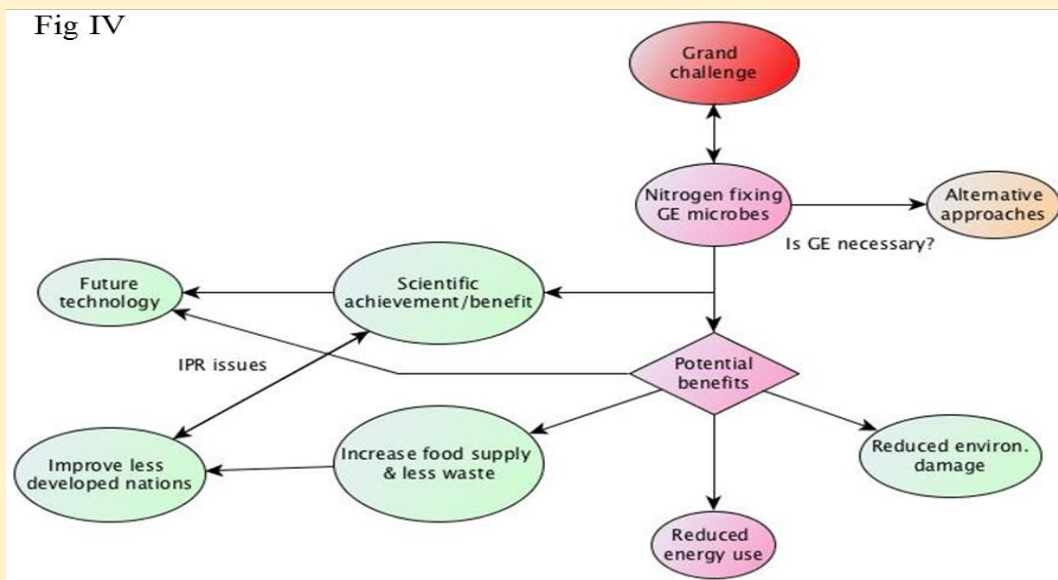 Fig IV
Grand
challenge
Nitrogen fixing
GE microbes
Alternative
approaches
Is GE necessary?
Future
technology
Scientific
achievement/benefit
IPR issues
Potential
benefits
Improve less
developed nations
Increase food supply
& less waste
Reduced environ.
damage
Reduced
energy use